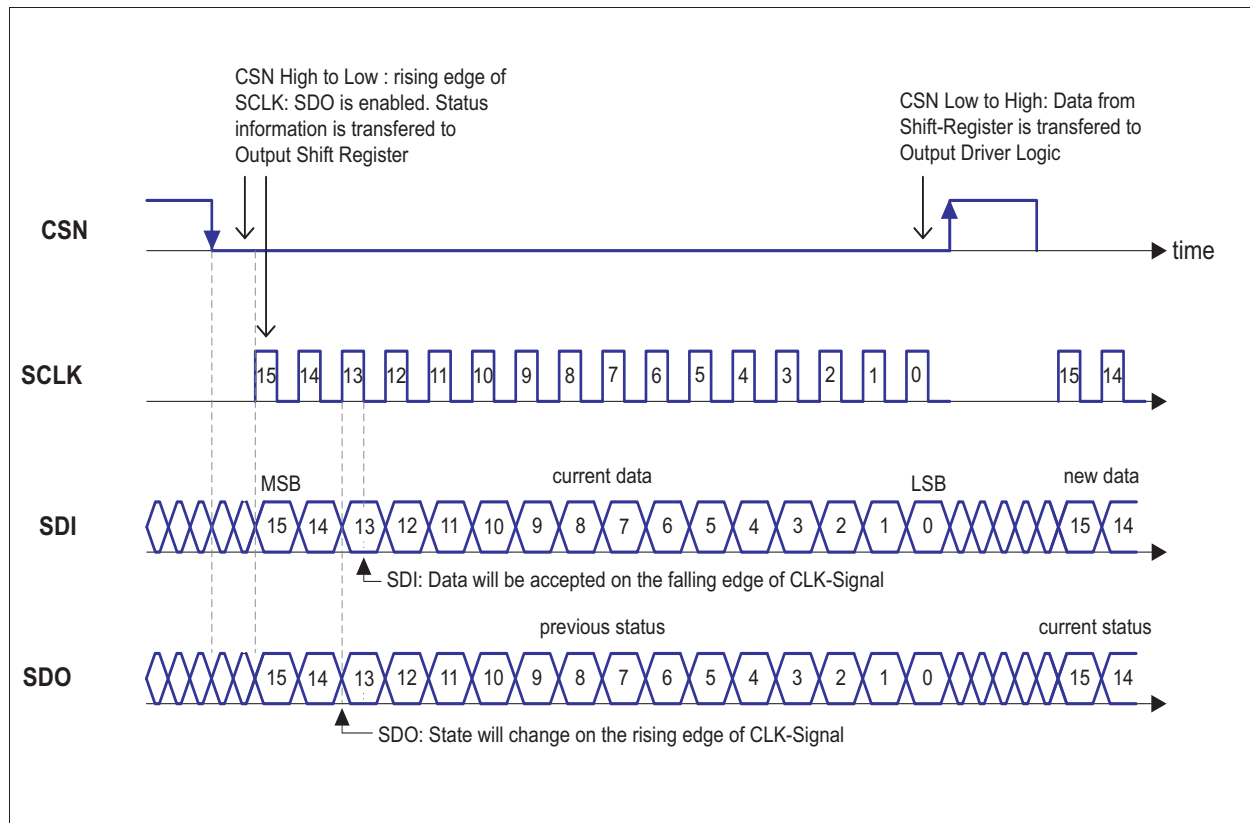 CSN High to Low : rising edge of
SCLK: SDO is enabled. Status
information is transfered to
Output Shift Register
CSN Low to High: Data from
Shift-Register is transfered to
Output Driver Logic
CSN
time
SCLK
15 14 13 12 11 10 9 8 7 6 5 4 3 2 1 0 15 14
MSB
current data
LSB
new data
SDI
15 14 13 12 11 10 9 8 7 6 5 4 3 2 1 0 15 14
SDI: Data will be accepted on the falling edge of CLK-Signal
previous status
current status
SDO
15 14 13 12 11 10 9 8 7 6 5 4 3 2 1 0 15 14
SDO: State will change on the rising edge of CLK-Signal